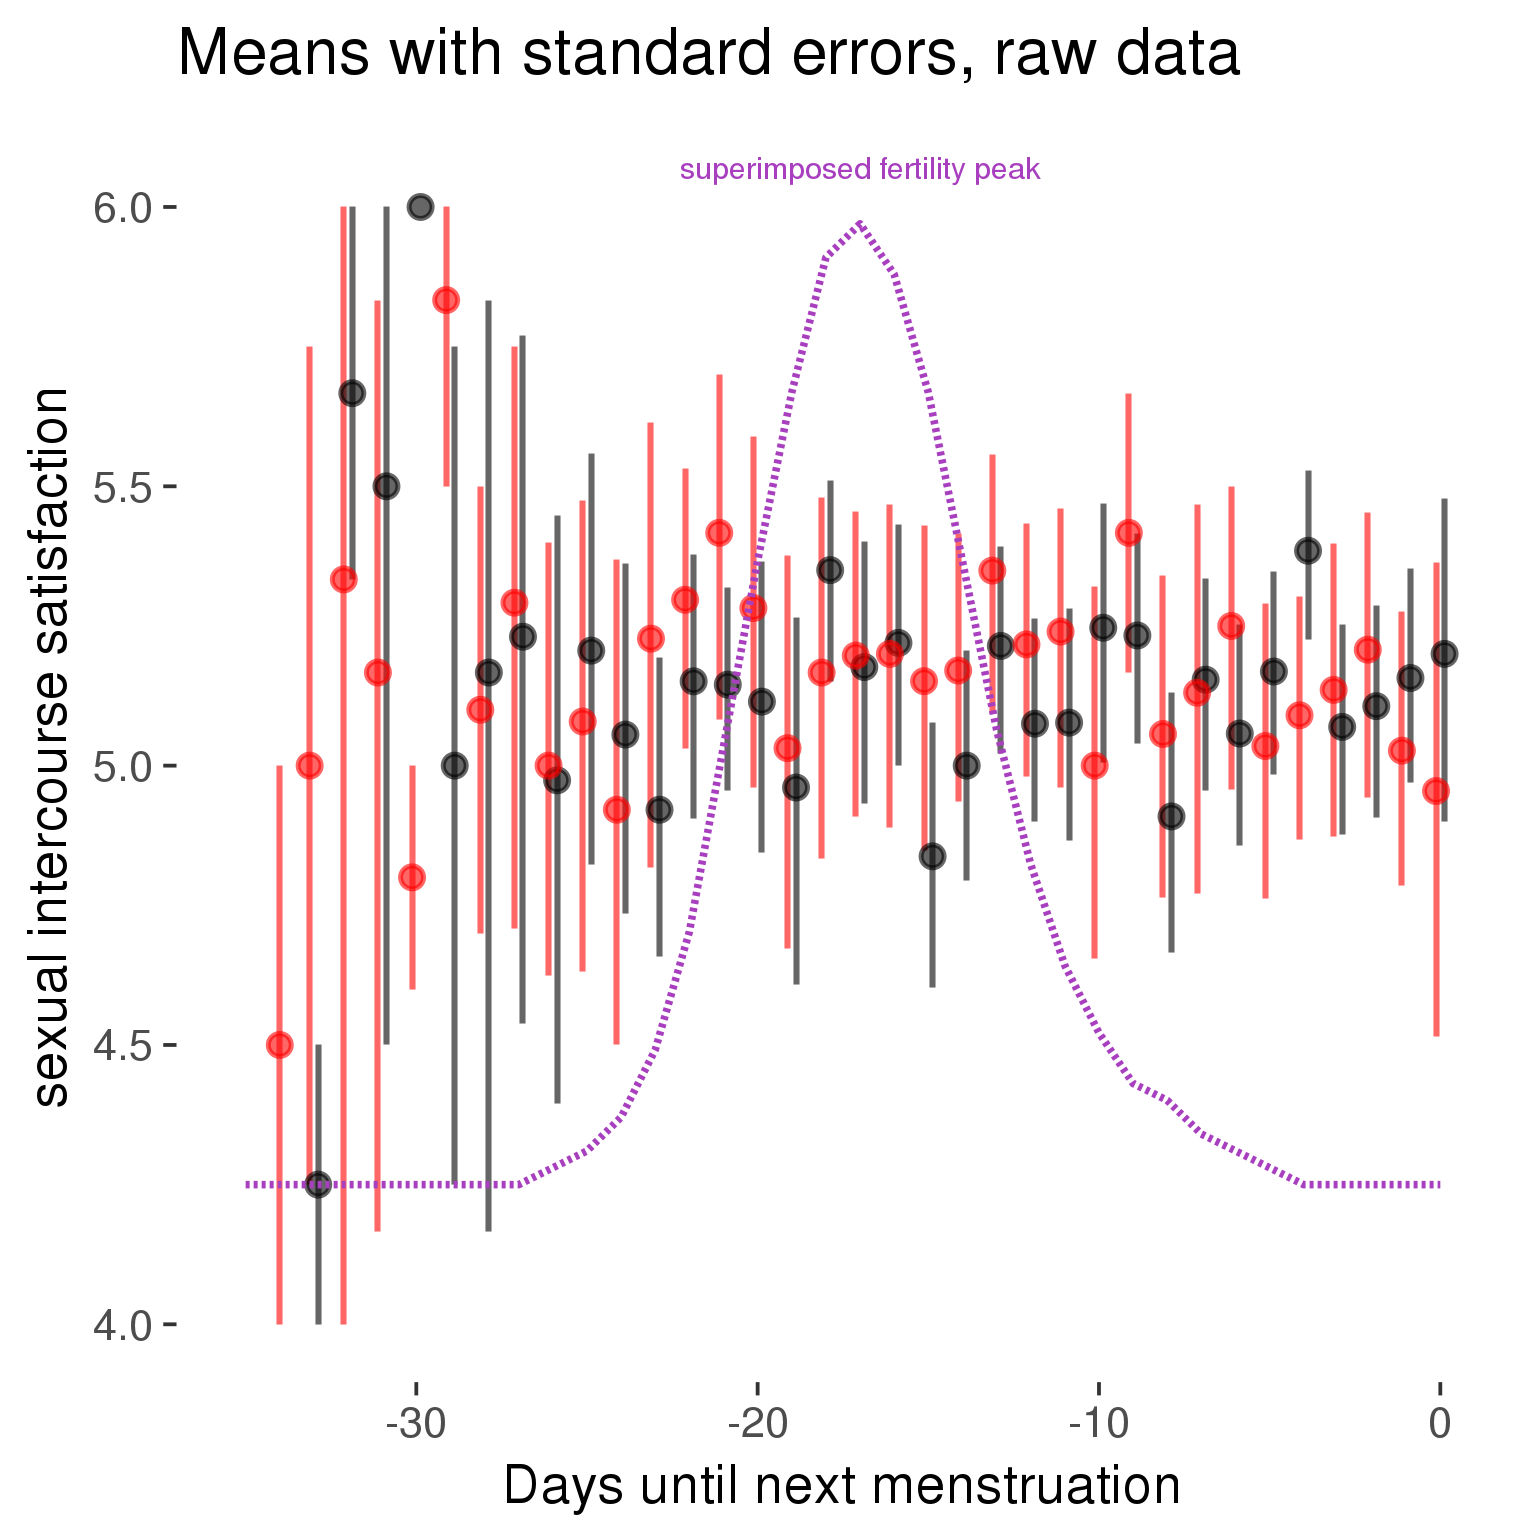 Means with standard errors, raw data
superimposed fertility peak
6.0
5.5
5.0
4.5
4.0
sexual intercourse satisfaction
-30
-20
-10
0
Days until next menstruation